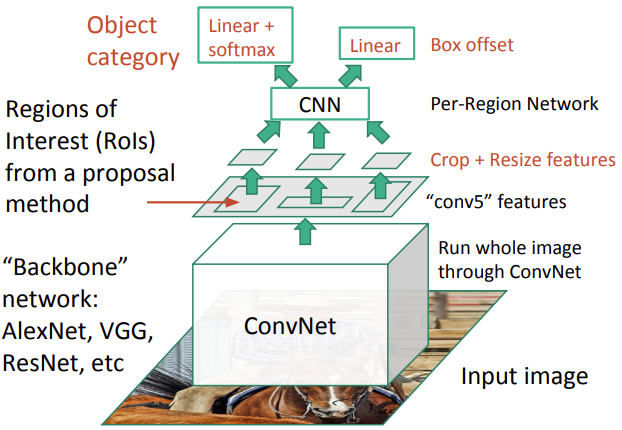 Object
category
Linear +
softmax
Linear
Box offset
CNN
Per-Region Network
Regions of
Interest (RoIs)
from a proposal
method
Crop + Resize features
“conv5” features
Run whole image
through ConvNet
“Backbone”
network:
AlexNet, VGG,
ResNet, etc
ConvNet
Input image